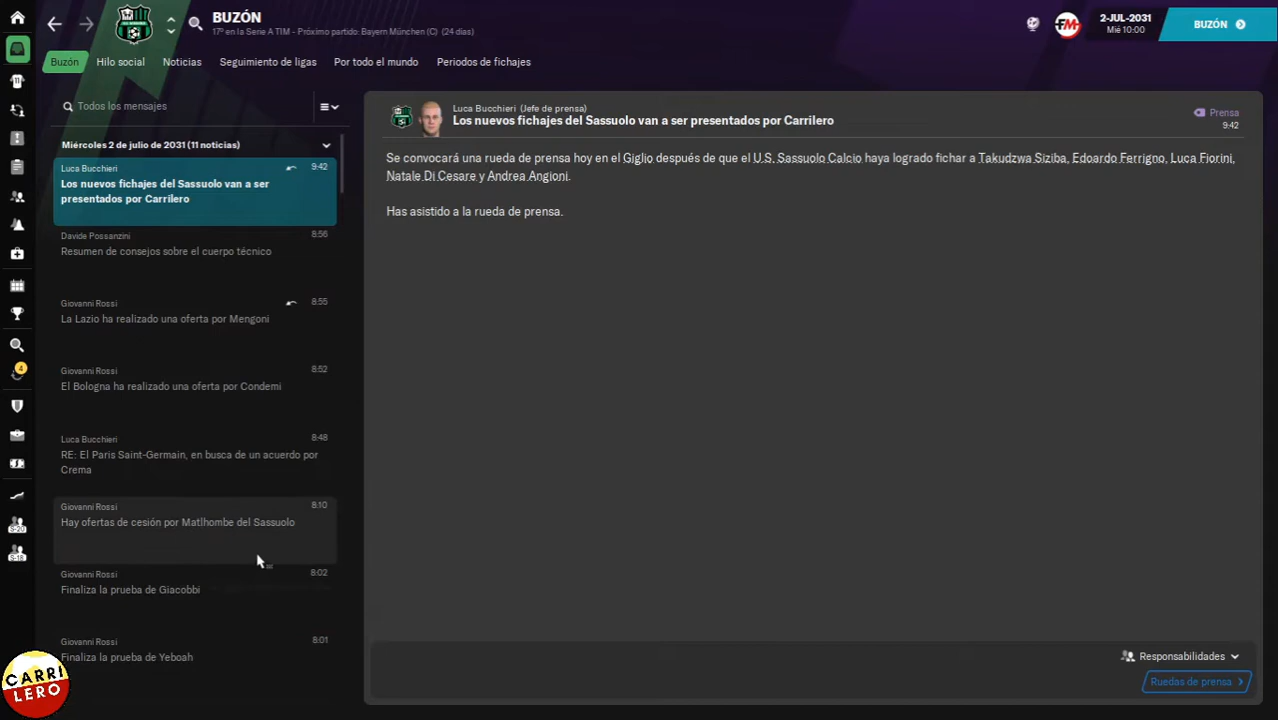 BUZÓN
17º en la Serie A TIM - Próximo partido: Bayern München (C) (24 días)
FM
2-JUL-2031
Mié 10:00
BUZÓN
Buzón
Hilo social
Noticias
Seguimiento de ligas
Por todo el mundo
Periodos de fichajes
Todos los mensajes
Miércoles 2 de julio de 2031 (11 noticias)
Luca Bucchieri
9:42
Los nuevos fichajes del Sassuolo van a ser
presentados por Carrilero
Davide Possanzini
8:56
Resumen de consejos sobre el cuerpo técnico
Giovanni Rossi
8:55
La Lazio ha realizado una oferta por Mengoni
Giovanni Rossi
8:52
El Bologna ha realizado una oferta por Condemi
Luca Bucchieri
8:48
RE: El Paris Saint-Germain, en busca de un acuerdo por
Crema
Giovanni Rossi
8:10
Hay ofertas de cesión por Matlhombe del Sassuolo
Giovanni Rossi
8:02
Finaliza la prueba de Giacobbi
Giovanni Rossi
8:01
Finaliza la prueba de Yeboah
Luca Bucchieri (Jefe de prensa)
Los nuevos fichajes del Sassuolo van a ser presentados por Carrilero
Prensa
9:42
Se convocará una rueda de prensa hoy en el Giglio después de que el U.S. Sassuolo Calcio haya logrado fichar a Takudzwa Siziba, Edoardo Ferrigno, Luca Fiorini,
Natale Di Cesare y Andrea Angioni.
Has asistido a la rueda de prensa.
Responsabilidades
Ruedas de prensa
4
S-20
S-18
CARRI
LERO